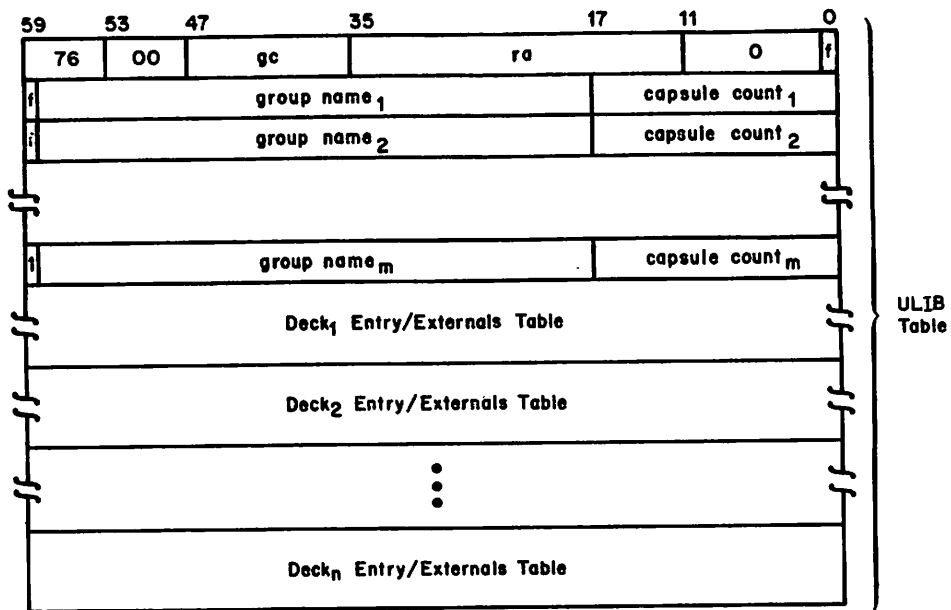 59 53 47 35 17 11 0
76 00 gc ra 0 f
f group name1 capsule count1
i group name2 capsule count2
1 group namem capsule countm
Deck1 Entry/Externals Table
Deck2 Entry/Externals Table
Deckn Entry/Externals Table
ULIB
Table